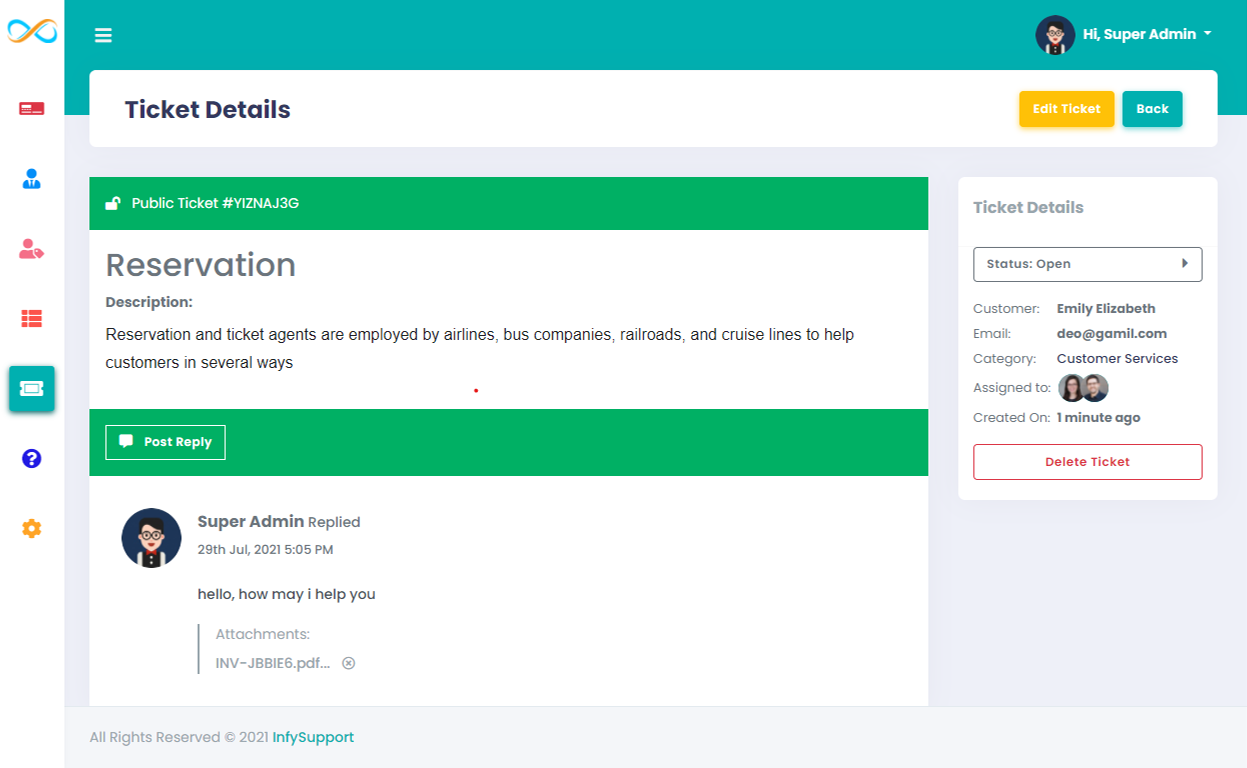 Hi, Super Admin
Ticket Details
Edit Ticket
Back
Public Ticket #YIZNAJ3G
Reservation
Description:
Reservation and ticket agents are employed by airlines, bus companies, railroads, and cruise lines to help
customers in several ways
Post Reply
Super Admin Replied
29th Jul, 2021 5:05 PM
hello, how may i help you
Attachments:
INV-JBBIE6.pdf...
Ticket Details
Status: Open
Customer: Emily Elizabeth
Email: deo@gamil.com
Category: Customer Services
Assigned to:
Created On: 1 minute ago
Delete Ticket
All Rights Reserved © 2021 InfySupport